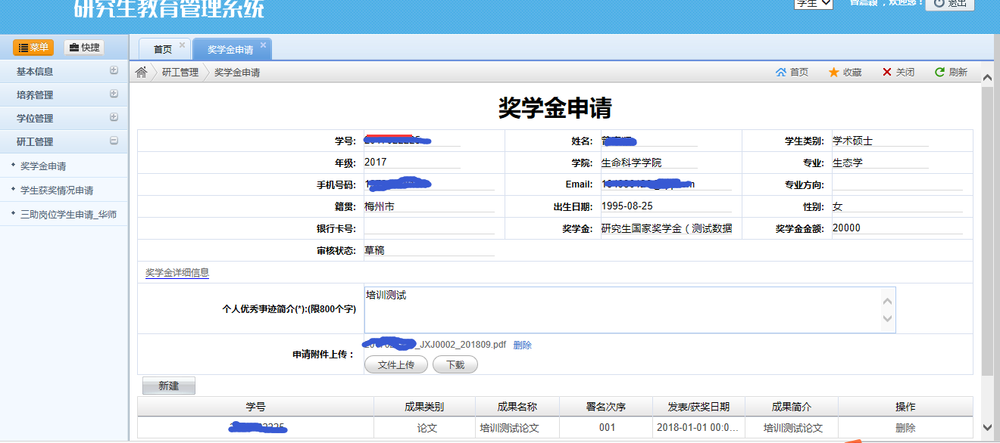 研究生教育管理系统
学生
欢迎您！
退出
菜单 快捷
首页 奖学金申请
基本信息
培养管理
学位管理
研工管理
奖学金申请
学生获奖情况申请
三助岗位学生申请_华师
研工管理 奖学金申请
首页 收藏 关闭 刷新
奖学金申请
学号: 姓名: 学生类别: 学术硕士
年级: 2017 学院: 生命科学学院 专业: 生态学
手机号码: Email: 专业方向:
籍贯: 梅州市 出生日期: 1995-08-25 性别: 女
银行卡号: 奖学金: 研究生国家奖学金（测试数据 奖学金金额: 20000
审核状态: 草稿
奖学金详细信息
个人优秀事迹简介(*):(限800个字) 培训测试
申请附件上传： _JXJ0002_201809.pdf 删除
文件上传 下载
新建
学号 成果类别 成果名称 署名次序 发表/获奖日期 成果简介 操作
论文 培训测试论文 001 2018-01-01 00:0... 培训测试论文 删除